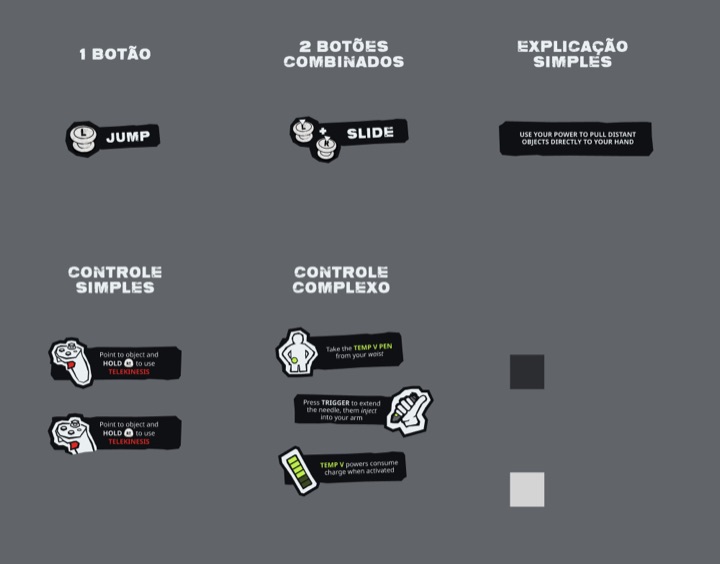 1 BOTÃO
2 BOTÕES
COMBINADOS
EXPLICAÇÃO
SIMPLES
L
JUMP
L
+
R
SLIDE
USE YOUR POWER TO PULL DISTANT
OBJECTS DIRECTLY TO YOUR HAND
CONTROLE
SIMPLES
CONTROLE
COMPLEXO
Point to object and
HOLD to use
TELEKINESIS
Take the TEMP V PEN
from your waist
Press TRIGGER to extend
the needle, them inject
into your arm
Point to object and
HOLD to use
TELEKINESIS
TEMP V powers consume
charge when activated